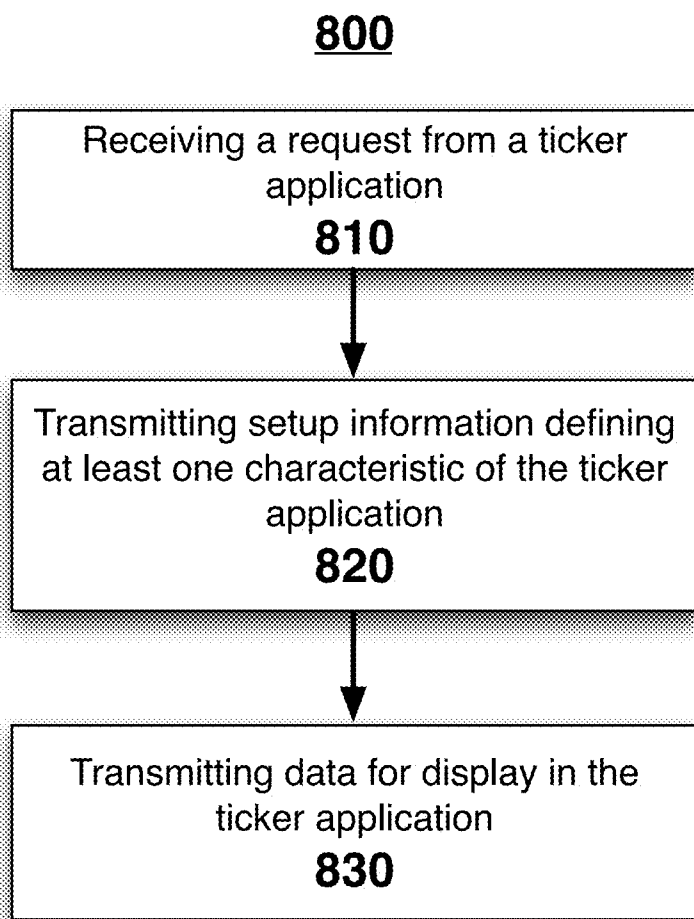 800
Receiving a request from a ticker
application
810
Transmitting setup information defining
at least one characteristic of the ticker
application
820
Transmitting data for display in the
ticker application
830